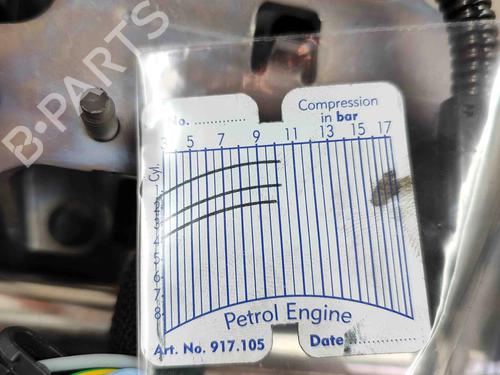 B-PARTS
No. ..............
Compression
in bar
3 5 7 9 11 13 15 17
Cyl.
1
2
3
4
5
6
7
8
Petrol Engine
Art. No. 917.105
Date ..............